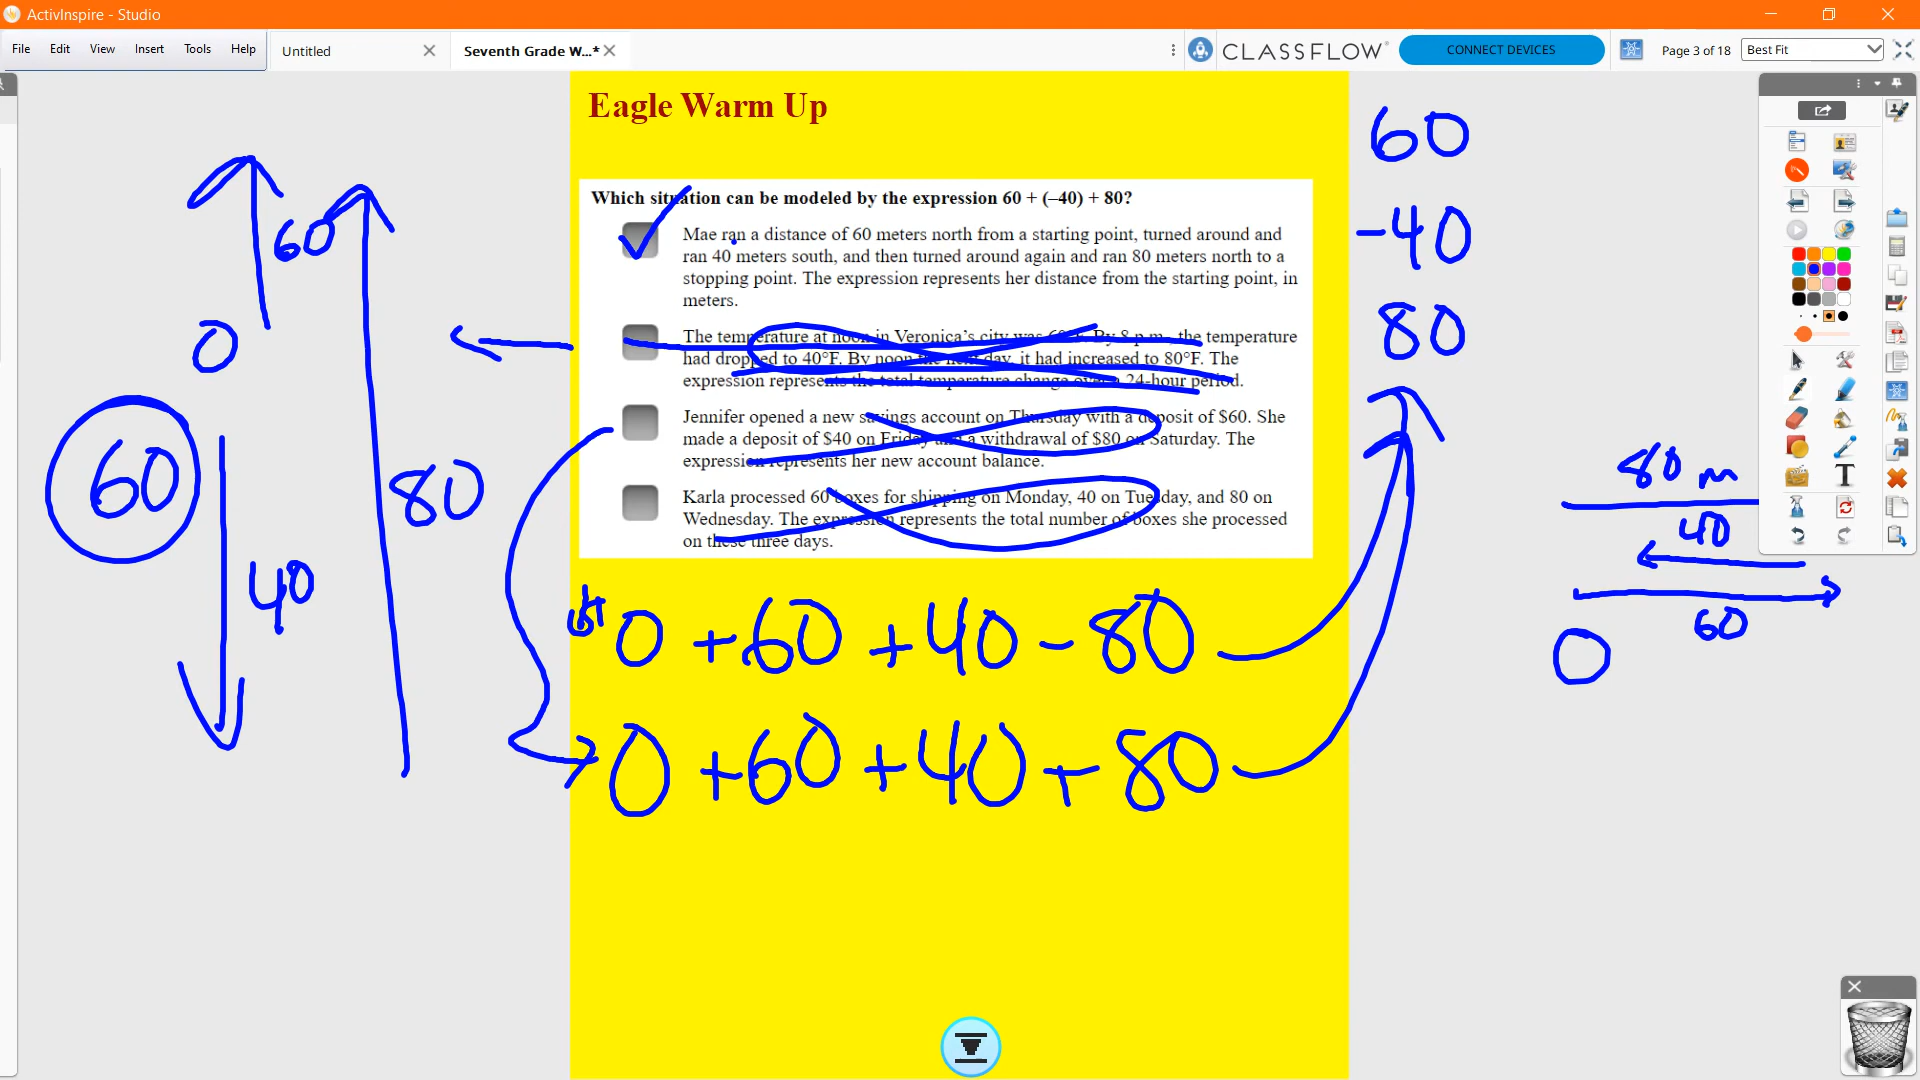 ActivInspire - Studio
File Edit View Insert Tools Help
Untitled
Seventh Grade W...*
CLASSFLOW
CONNECT DEVICES
Page 3 of 18
Best Fit
Eagle Warm Up
Which situation can be modeled by the expression 60 + (–40) + 80?
Mae ran a distance of 60 meters north from a starting point, turned around and
ran 40 meters south, and then turned around again and ran 80 meters north to a
stopping point. The expression represents her distance from the starting point, in
meters.
The temperature at noon in Veronica's city was 60°F. By 8 p.m., the temperature
had dropped to 40°F. By noon the next day, it had increased to 80°F. The
expression represents the total temperature change over a 24-hour period.
Jennifer opened a new savings account on Thursday with a deposit of $60. She
made a deposit of $40 on Friday and a withdrawal of $80 on Saturday. The
expression represents her new account balance.
Karla processed 60 boxes for shipping on Monday, 40 on Tuesday, and 80 on
Wednesday. The expression represents the total number of boxes she processed
on these three days.
60
0
60
40
80
60
-40
80
80 m
40
60
0
0 + 60 + 40 - 80
0 + 60 + 40 + 80
T